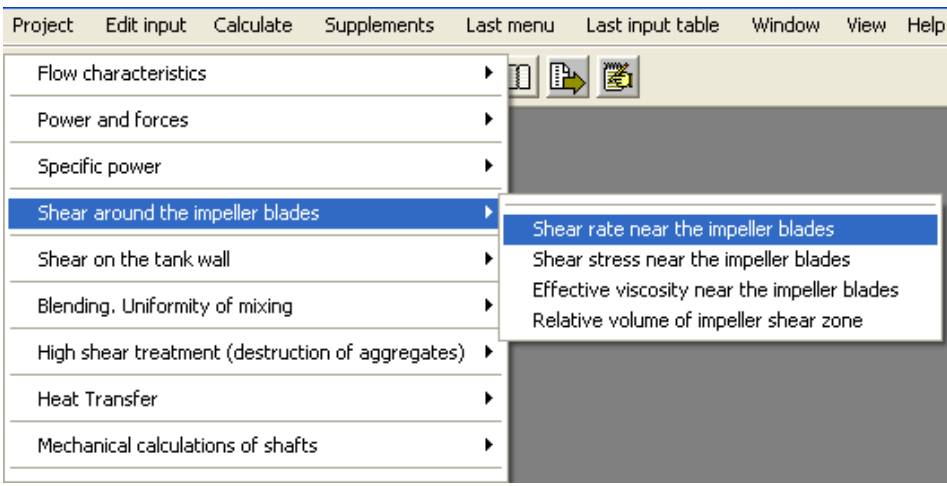 Project Edit input Calculate Supplements Last menu Last input table Window View Help
Flow characteristics
Power and forces
Specific power
Shear around the impeller blades
Shear rate near the impeller blades
Shear stress near the impeller blades
Effective viscosity near the impeller blades
Relative volume of impeller shear zone
Shear on the tank wall
Blending. Uniformity of mixing
High shear treatment (destruction of aggregates)
Heat Transfer
Mechanical calculations of shafts